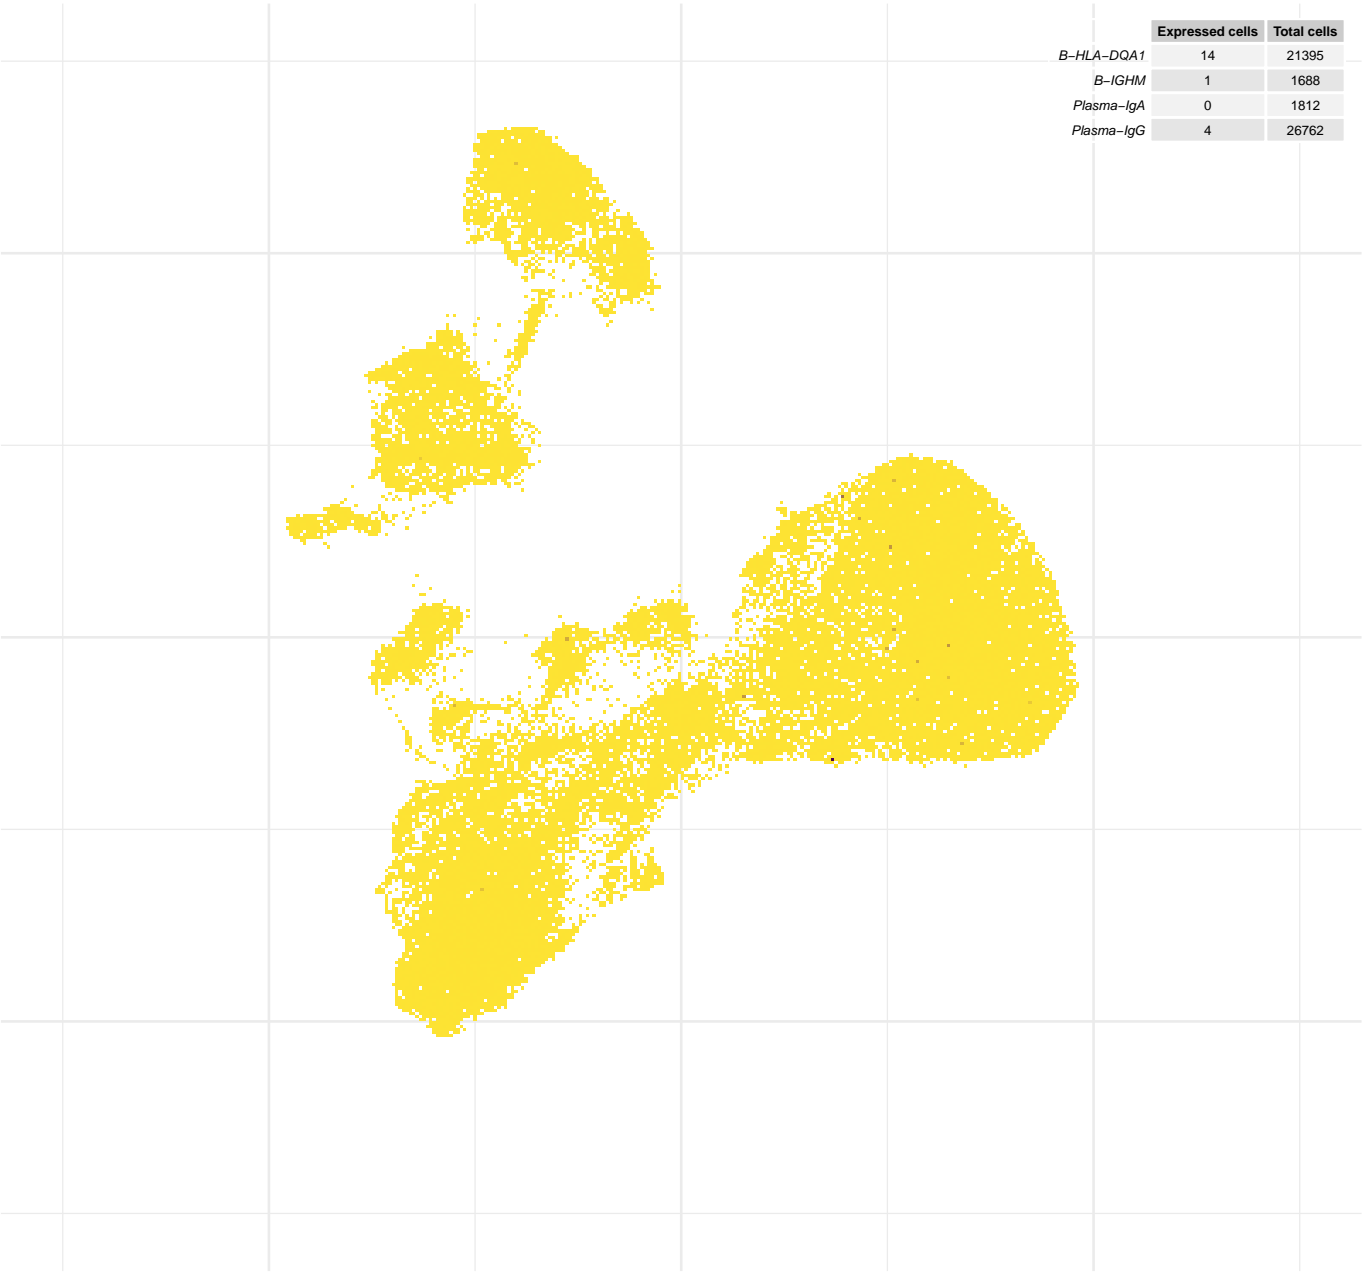 Expressed cells Total cells
B−HLA−DQA1 14 21395
B−IGHM 1 1688
Plasma−IgA 0 1812
Plasma−IgG 4 26762